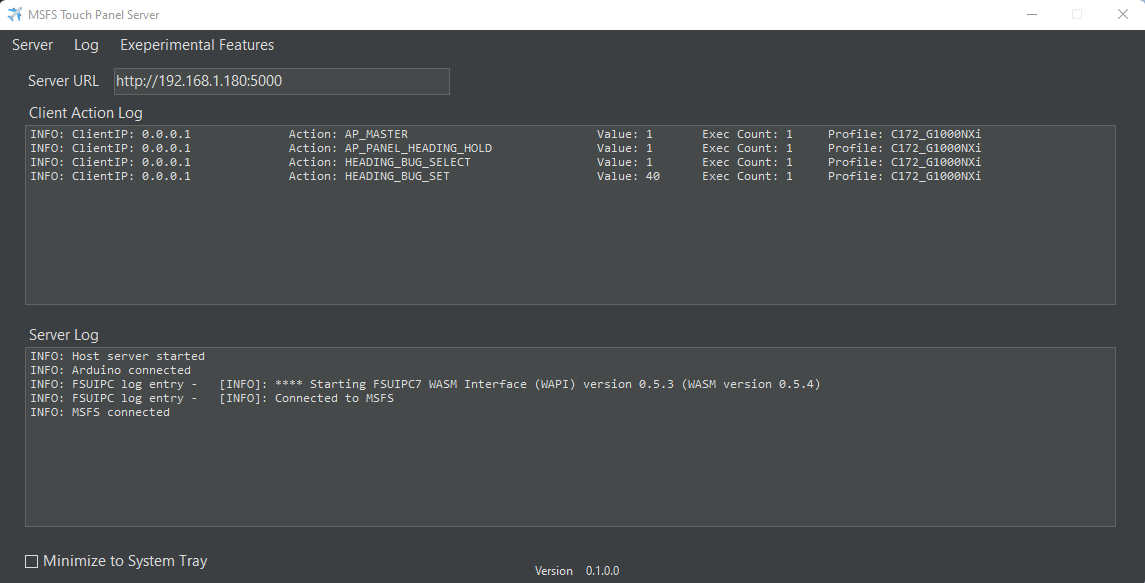 MSFS Touch Panel Server
Server Log Exeperimental Features
Server URL http://192.168.1.180:5000
Client Action Log
INFO: ClientIP: 0.0.0.1 Action: AP_MASTER Value: 1 Exec Count: 1 Profile: C172_G1000NXi
INFO: ClientIP: 0.0.0.1 Action: AP_PANEL_HEADING_HOLD Value: 1 Exec Count: 1 Profile: C172_G1000NXi
INFO: ClientIP: 0.0.0.1 Action: HEADING_BUG_SELECT Value: 1 Exec Count: 1 Profile: C172_G1000NXi
INFO: ClientIP: 0.0.0.1 Action: HEADING_BUG_SET Value: 40 Exec Count: 1 Profile: C172_G1000NXi
Server Log
INFO: Host server started
INFO: Arduino connected
INFO: FSUIPC log entry - [INFO]: **** Starting FSUIPC7 WASM Interface (WAPI) version 0.5.3 (WASM version 0.5.4)
INFO: FSUIPC log entry - [INFO]: Connected to MSFS
INFO: MSFS connected
Minimize to System Tray
Version 0.1.0.0